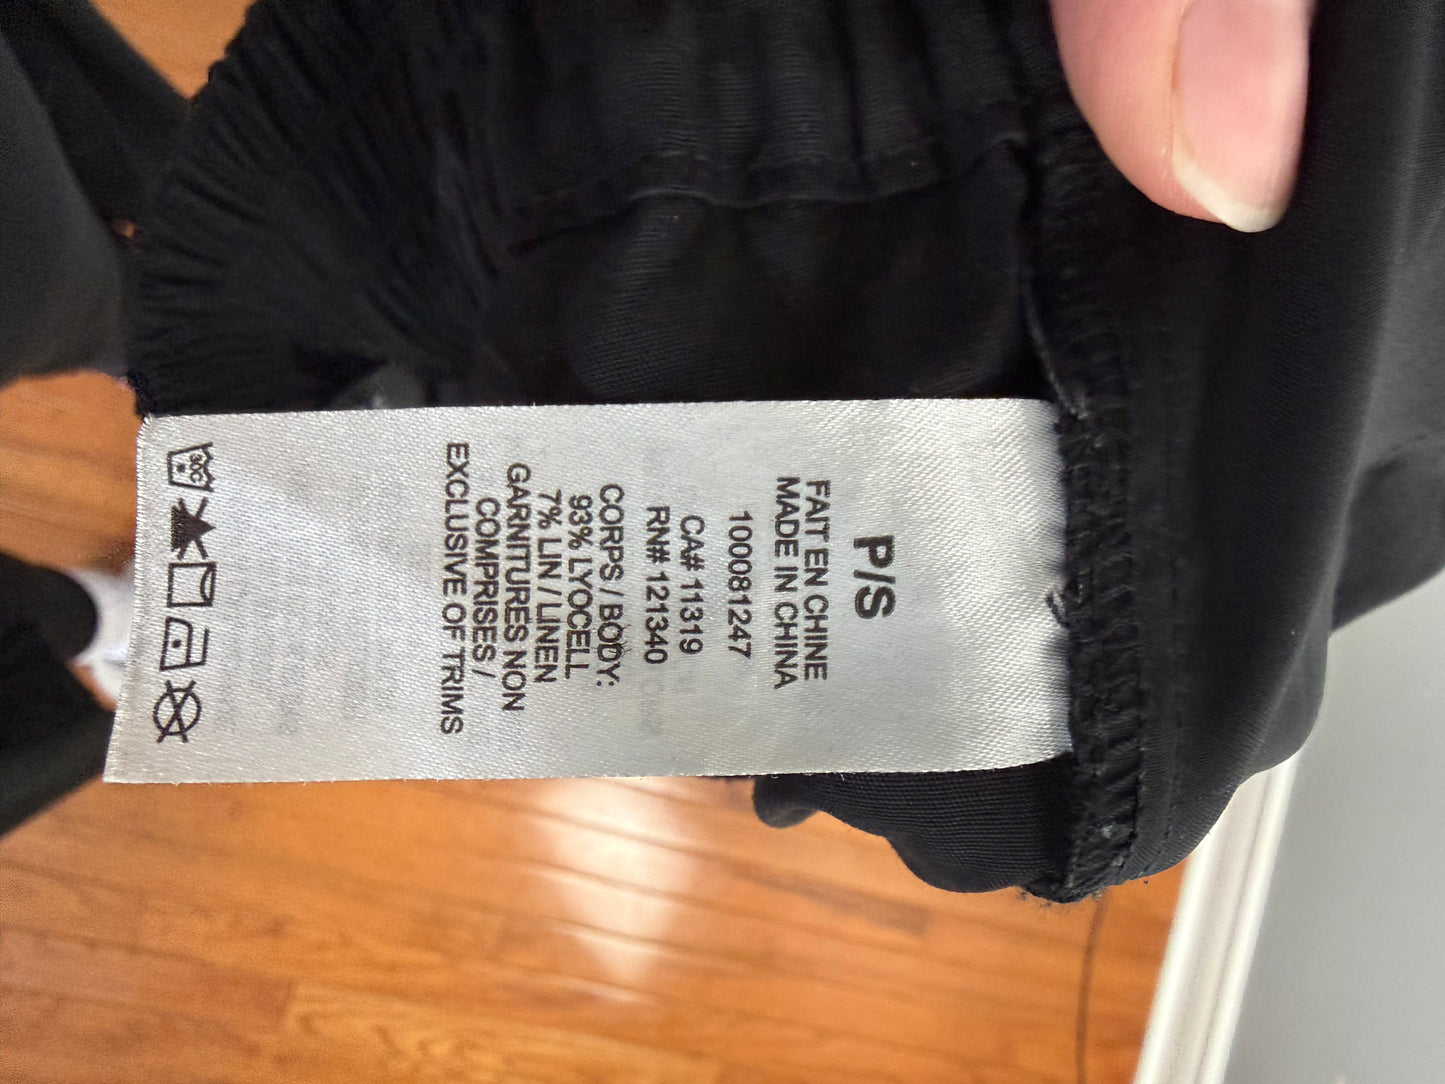 P/S
FAIT EN CHINE
MADE IN CHINA
100081247
CA# 11319
RN# 121340
CORPS / BODY:
93% LYOCELL
7% LIN / LINEN
GARNITURES NON
COMPRISES /
EXCLUSIVE OF TRIMS
30C